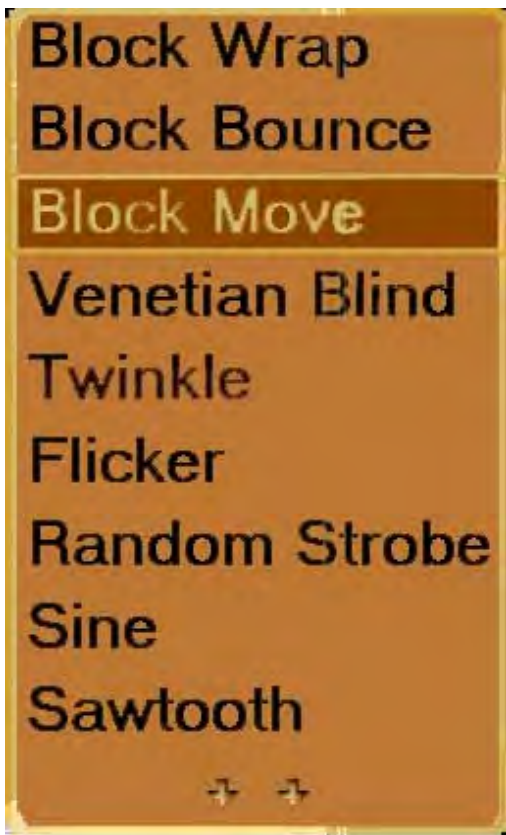 Block Wrap
Block Bounce
Block Move
Venetian Blind
Twinkle
Flicker
Random Strobe
Sine
Sawtooth